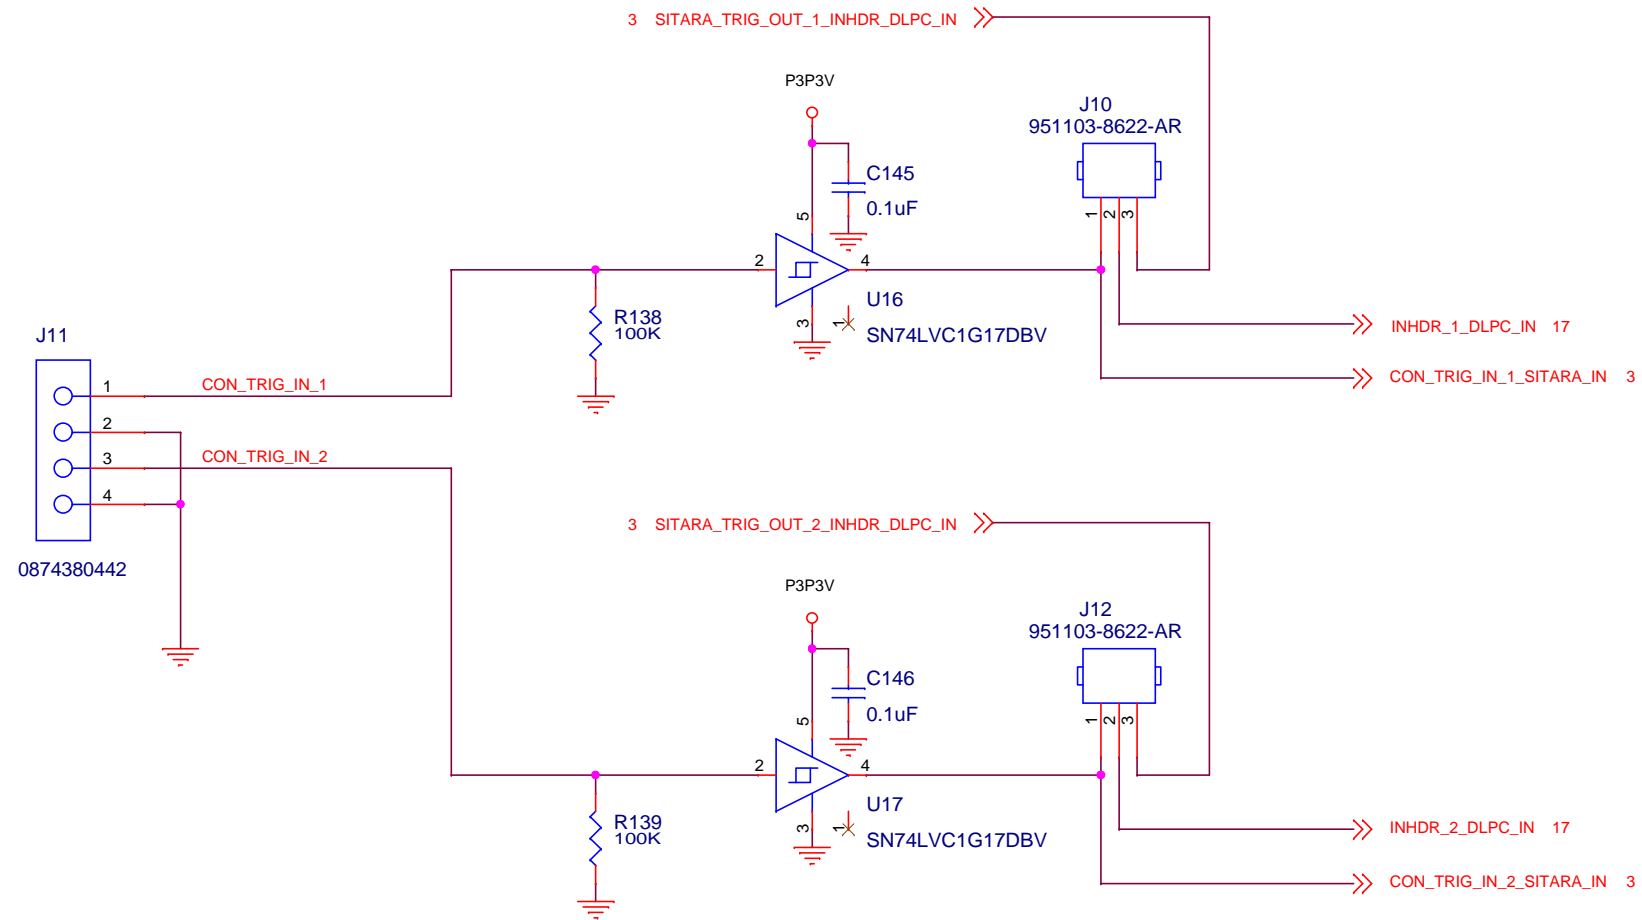 3 SITARA_TRIG_OUT_1_INHDR_DLPC_IN
P3P3V
J10
951103-8622-AR
C145
0.1uF
5
1
2
3
2
4
U16
3
1
SN74LVC1G17DBV
R138
100K
INHDR_1_DLPC_IN 17
CON_TRIG_IN_1_SITARA_IN 3
J11
1
CON_TRIG_IN_1
2
3
CON_TRIG_IN_2
4
0874380442
3 SITARA_TRIG_OUT_2_INHDR_DLPC_IN
P3P3V
J12
951103-8622-AR
C146
0.1uF
5
1
2
3
2
4
U17
3
1
SN74LVC1G17DBV
R139
100K
INHDR_2_DLPC_IN 17
CON_TRIG_IN_2_SITARA_IN 3